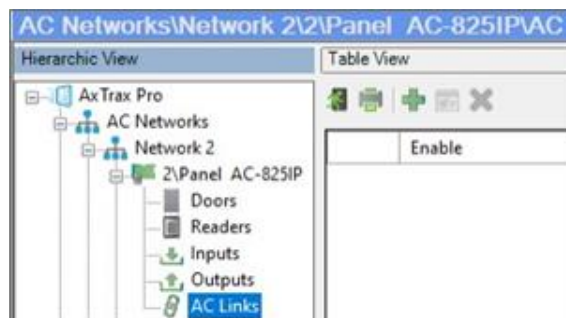 AC Networks\Network 2\2\Panel AC-825IP\AC
Hierarchic View
Table View
AxTrax Pro
AC Networks
Network 2
2\Panel AC-825IP
Doors
Readers
Inputs
Outputs
AC Links
Enable